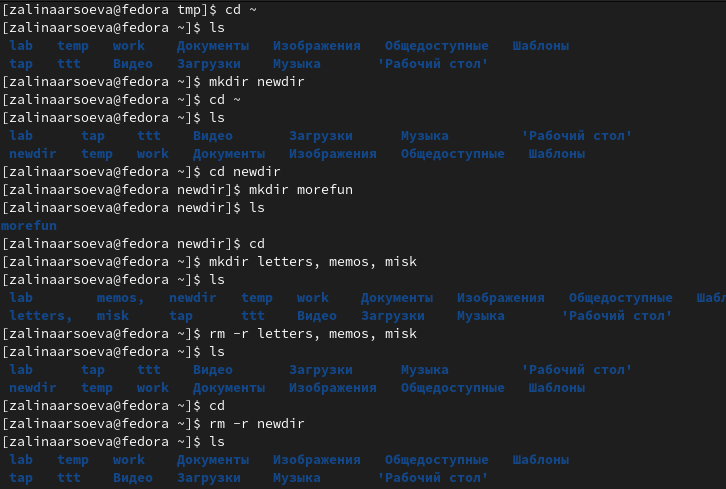 [zalinaarsoeva@fedora tmp]$ cd ~
[zalinaarsoeva@fedora ~]$ ls
lab temp work Документы Изображения Общедоступные Шаблоны
tap ttt Видео Загрузки Музыка 'Рабочий стол'
[zalinaarsoeva@fedora ~]$ mkdir newdir
[zalinaarsoeva@fedora ~]$ cd ~
[zalinaarsoeva@fedora ~]$ ls
lab tap ttt Видео Загрузки Музыка 'Рабочий стол'
newdir temp work Документы Изображения Общедоступные Шаблоны
[zalinaarsoeva@fedora ~]$ cd newdir
[zalinaarsoeva@fedora newdir]$ mkdir morefun
[zalinaarsoeva@fedora newdir]$ ls
morefun
[zalinaarsoeva@fedora newdir]$ cd
[zalinaarsoeva@fedora ~]$ mkdir letters, memos, misk
[zalinaarsoeva@fedora ~]$ ls
lab memos, newdir temp work Документы Изображения Общедоступные Шабл
letters, misk tap ttt Видео Загрузки Музыка 'Рабочий стол'
[zalinaarsoeva@fedora ~]$ rm -r letters, memos, misk
[zalinaarsoeva@fedora ~]$ ls
lab tap ttt Видео Загрузки Музыка 'Рабочий стол'
newdir temp work Документы Изображения Общедоступные Шаблоны
[zalinaarsoeva@fedora ~]$ cd
[zalinaarsoeva@fedora ~]$ rm -r newdir
[zalinaarsoeva@fedora ~]$ ls
lab temp work Документы Изображения Общедоступные Шаблоны
tap ttt Видео Загрузки Музыка 'Рабочий стол'